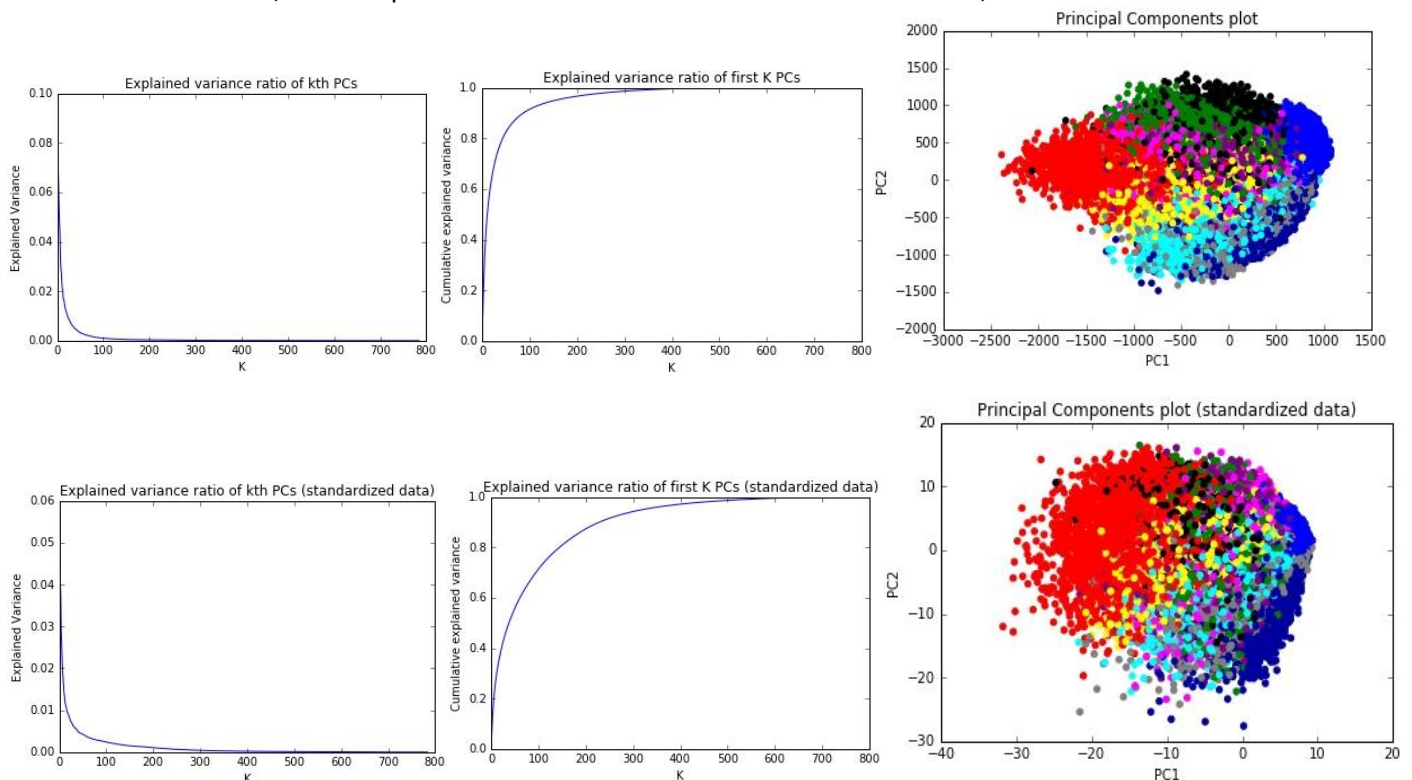 Explained variance ratio of kth PCs
0.10
0.08
0.06
0.04
0.02
0.00
Explained Variance
0 100 200 300 400 500 600 700 800
K
Explained variance ratio of first K PCs
1.0
0.8
0.6
0.4
0.2
0.0
Cumulative explained variance
0 100 200 300 400 500 600 700 800
K
Principal Components plot
2000
1500
1000
500
0
−500
−1000
−1500
−2000
PC2
−3000 −2500 −2000 −1500 −1000 −500 0 500 1000 1500
PC1
Explained variance ratio of kth PCs (standardized data)
0.06
0.05
0.04
0.03
0.02
0.01
0.00
Explained Variance
0 100 200 300 400 500 600 700 800
K
Explained variance ratio of first K PCs (standardized data)
1.0
0.8
0.6
0.4
0.2
0.0
Cumulative explained variance
0 100 200 300 400 500 600 700 800
K
Principal Components plot (standardized data)
20
10
0
−10
−20
−30
PC2
−40 −30 −20 −10 0 10 20
PC1